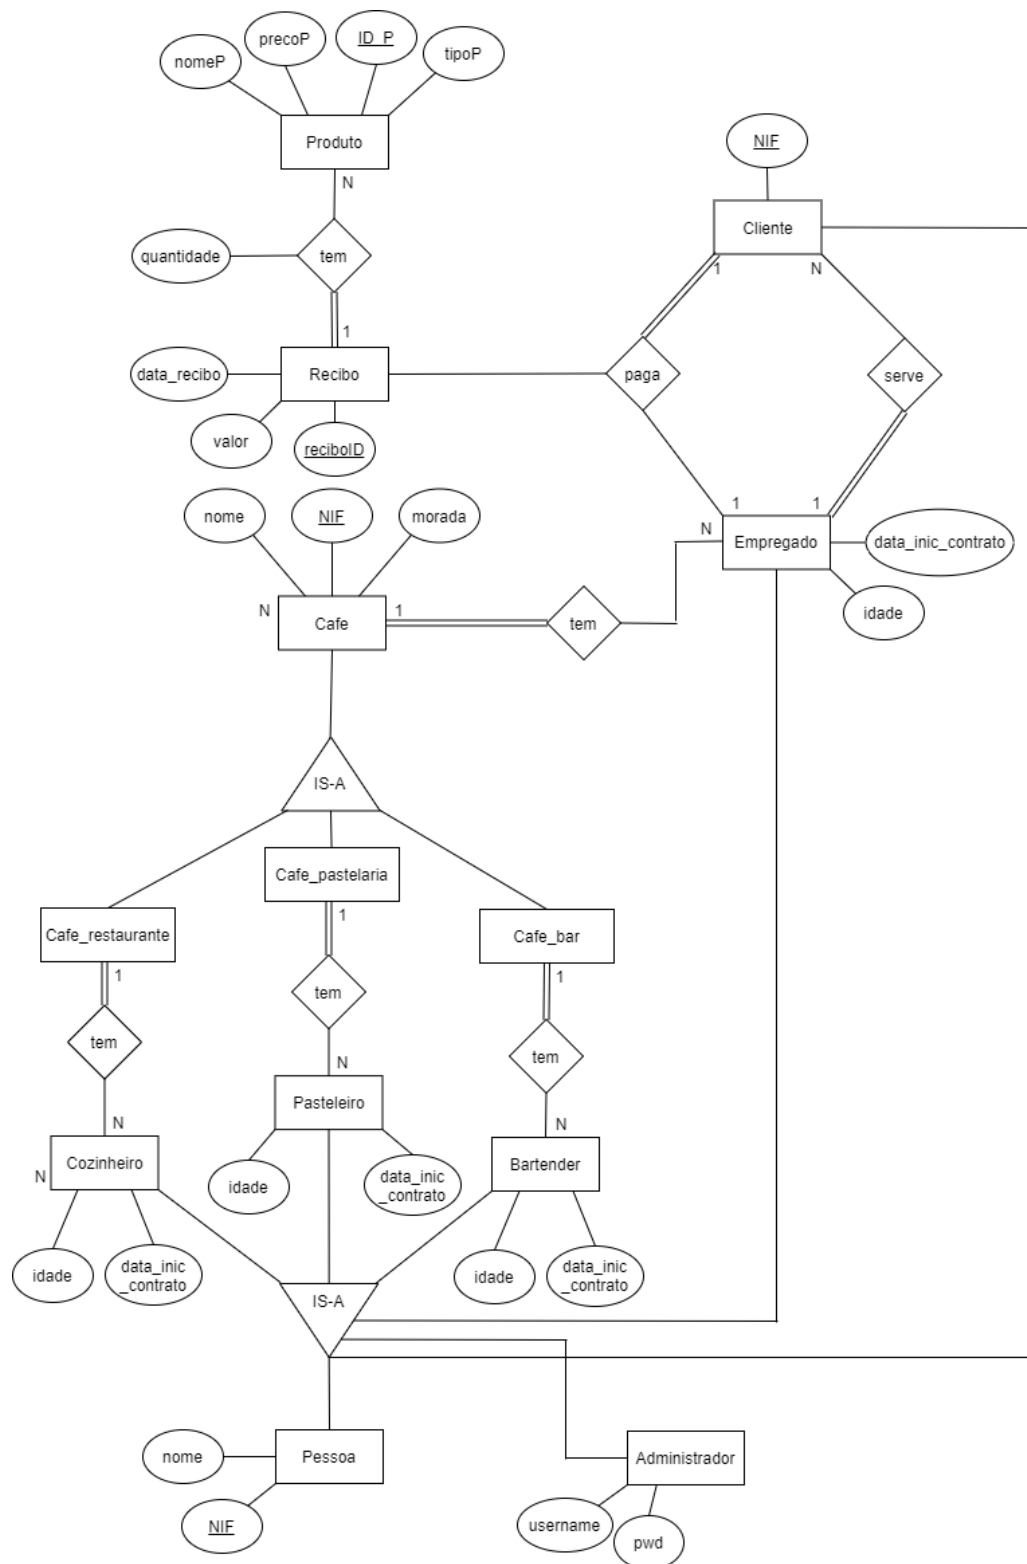 precoP
ID_P
tipoP
nomeP
Produto
N
NIF
Cliente
1
N
quantidade
tem
1
data_recibo
Recibo
paga
serve
valor
reciboID
nome
NIF
morada
1
1
N
Empregado
data_inic_contrato
idade
N
Cafe
1
tem
IS-A
Cafe_pastelaria
1
Cafe_restaurante
1
Cafe_bar
1
tem
tem
tem
N
Pasteleiro
N
N
Cozinheiro
N
Bartender
idade
data_inic
_contrato
idade
data_inic
_contrato
idade
data_inic
_contrato
IS-A
nome
Pessoa
Administrador
NIF
username
pwd